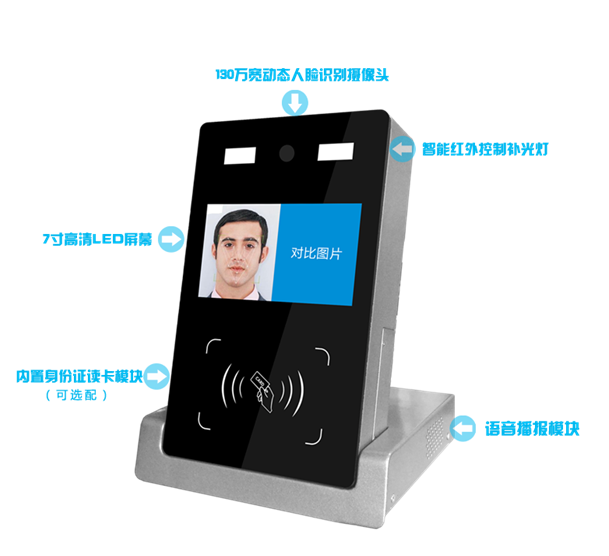 130万宽动态人脸识别摄像头
智能红外控制补光灯
7寸高清LED屏幕
对比图片
内置身份证读卡模块
（可选配）
语音播报模块